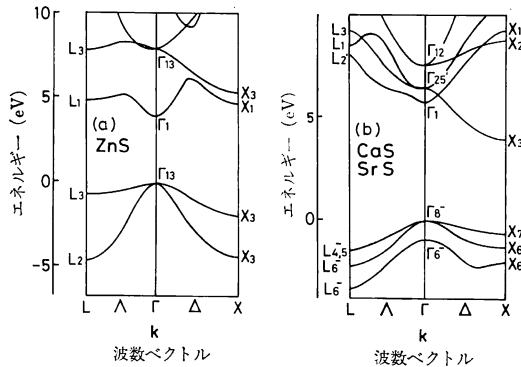 10
5
0
-5
エネルギー (eV)
L3
L1
L3
L2
Γ13
Γ1
Γ13
X3
X1
X3
X3
(a)
ZnS
L Λ Γ Δ X
k
波数ベクトル
5
0
エネルギー (eV)
L3
L1
L2
Γ12
Γ25'
Γ1
X1
X2
X3
(b)
CaS
SrS
Γ8-
Γ6-
L4,5-
L6-
L6-
X7-
X6-
X6-
L Λ Γ Δ X
k
波数ベクトル